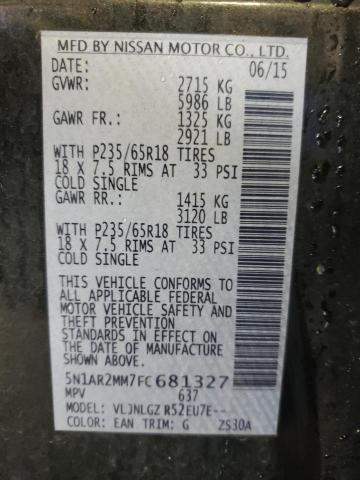 MFD BY NISSAN MOTOR CO., LTD.
DATE: 06/15
GVWR: 2715 KG
5986 LB
GAWR FR.: 1325 KG
2921 LB
WITH P235/65R18 TIRES
18 X 7.5 RIMS AT 33 PSI
COLD SINGLE
GAWR RR.: 1415 KG
3120 LB
WITH P235/65R18 TIRES
18 X 7.5 RIMS AT 33 PSI
COLD SINGLE
THIS VEHICLE CONFORMS TO
ALL APPLICABLE FEDERAL
MOTOR VEHICLE SAFETY AND
THEFT PREVENTION
STANDARDS IN EFFECT ON
THE DATE OF MANUFACTURE
SHOWN ABOVE.
5N1AR2MM7FC681327
MPV 637
MODEL: VLJNLGZ R52EU7E--
COLOR: EAN TRIM: G ZS30A